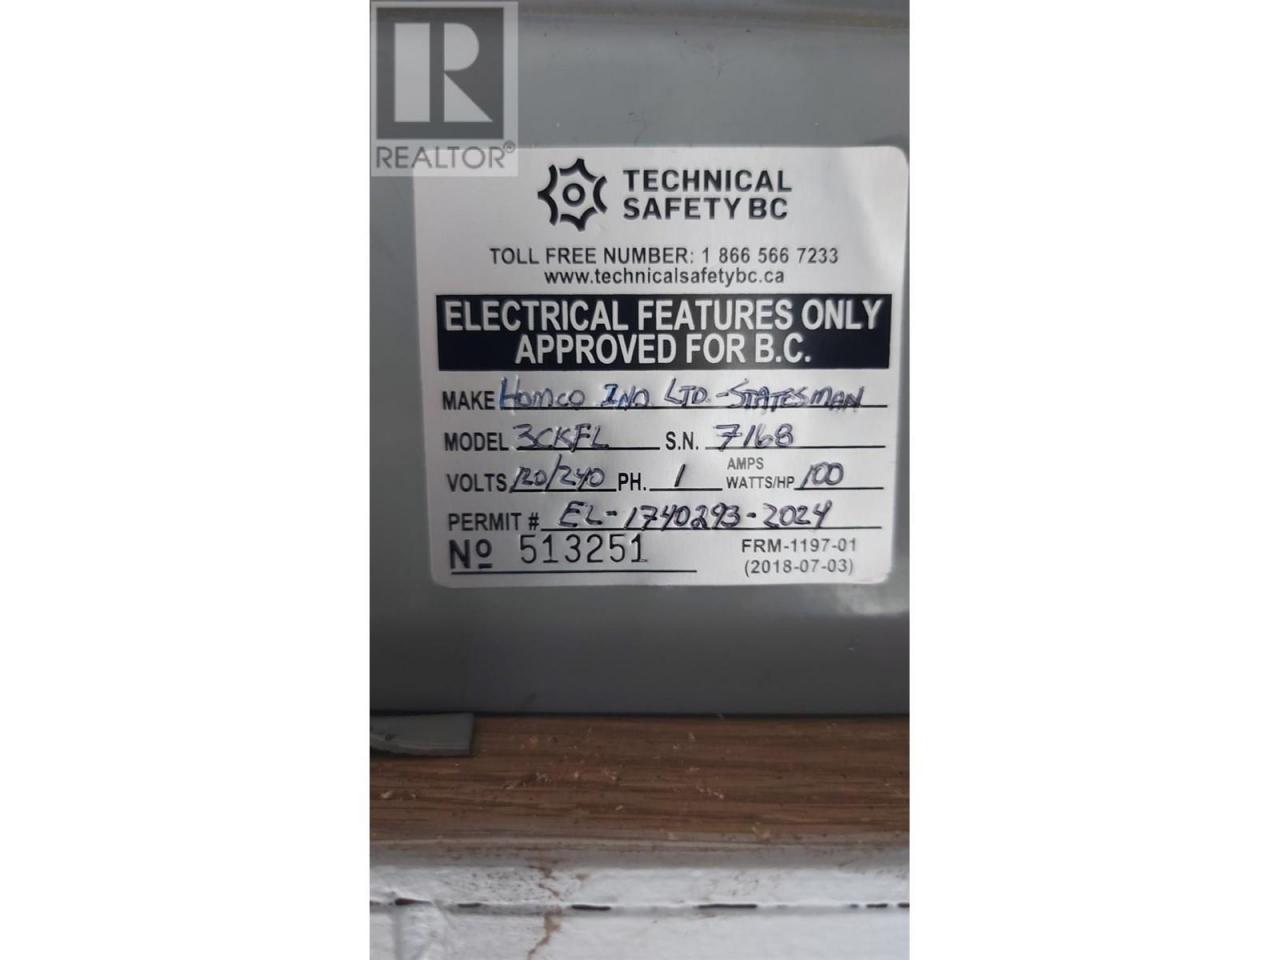 REALTOR®
TECHNICAL
SAFETY BC
TOLL FREE NUMBER: 1 866 566 7233
www.technicalsafetybc.ca
ELECTRICAL FEATURES ONLY
APPROVED FOR B.C.
MAKE Homco IND. LTD.-STATESMAN
MODEL 3CKFL S.N. 7168
VOLTS 120/240 PH. 1 AMPS WATTS/HP 100
PERMIT # EL-1740293-2024
Nº 513251 FRM-1197-01
(2018-07-03)